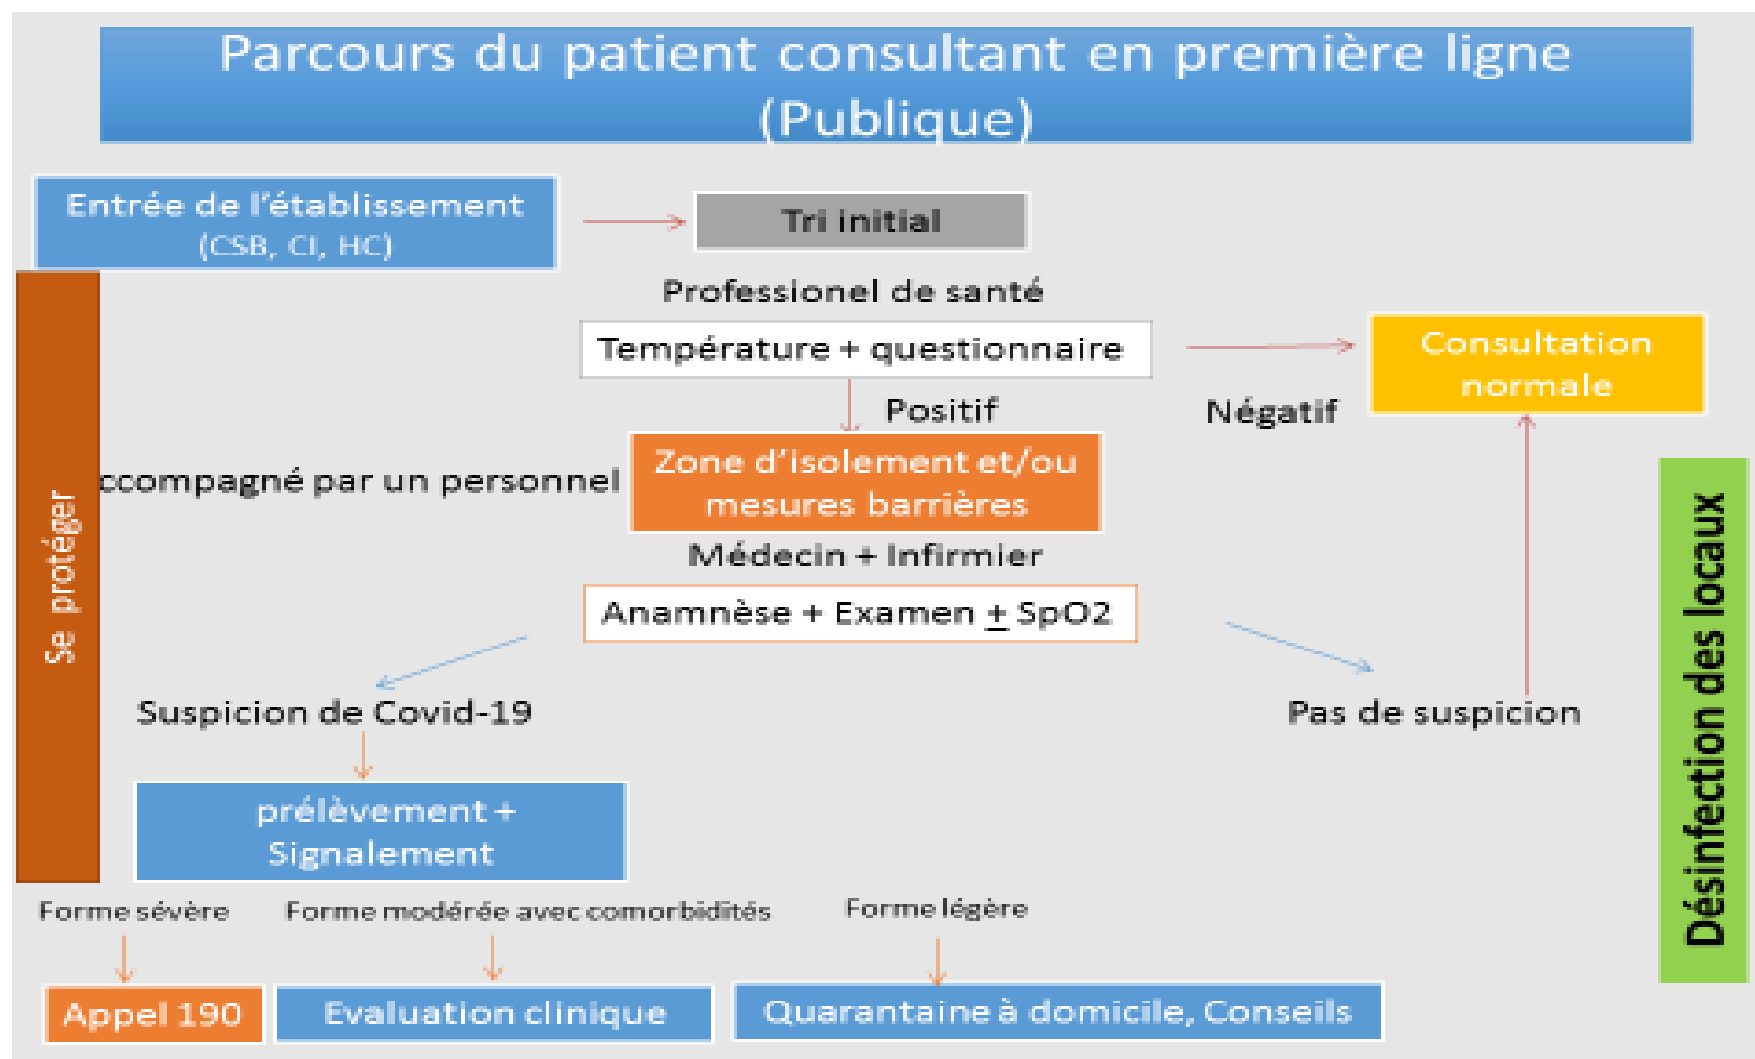 Parcours du patient consultant en première ligne
(Publique)
Entrée de l'établissement
(CSB, CI, HC)
Tri initial
Professionel de santé
Température + questionnaire
Consultation
normale
Positif
Négatif
ccompagné par un personnel
Zone d'isolement et/ou
mesures barrières
Médecin + Infirmier
Anamnèse + Examen ± SpO2
Se protéger
Désinfection des locaux
Suspicion de Covid-19
Pas de suspicion
prélèvement +
Signalement
Forme sévère
Forme modérée avec comorbidités
Forme légère
Appel 190
Evaluation clinique
Quarantaine à domicile, Conseils